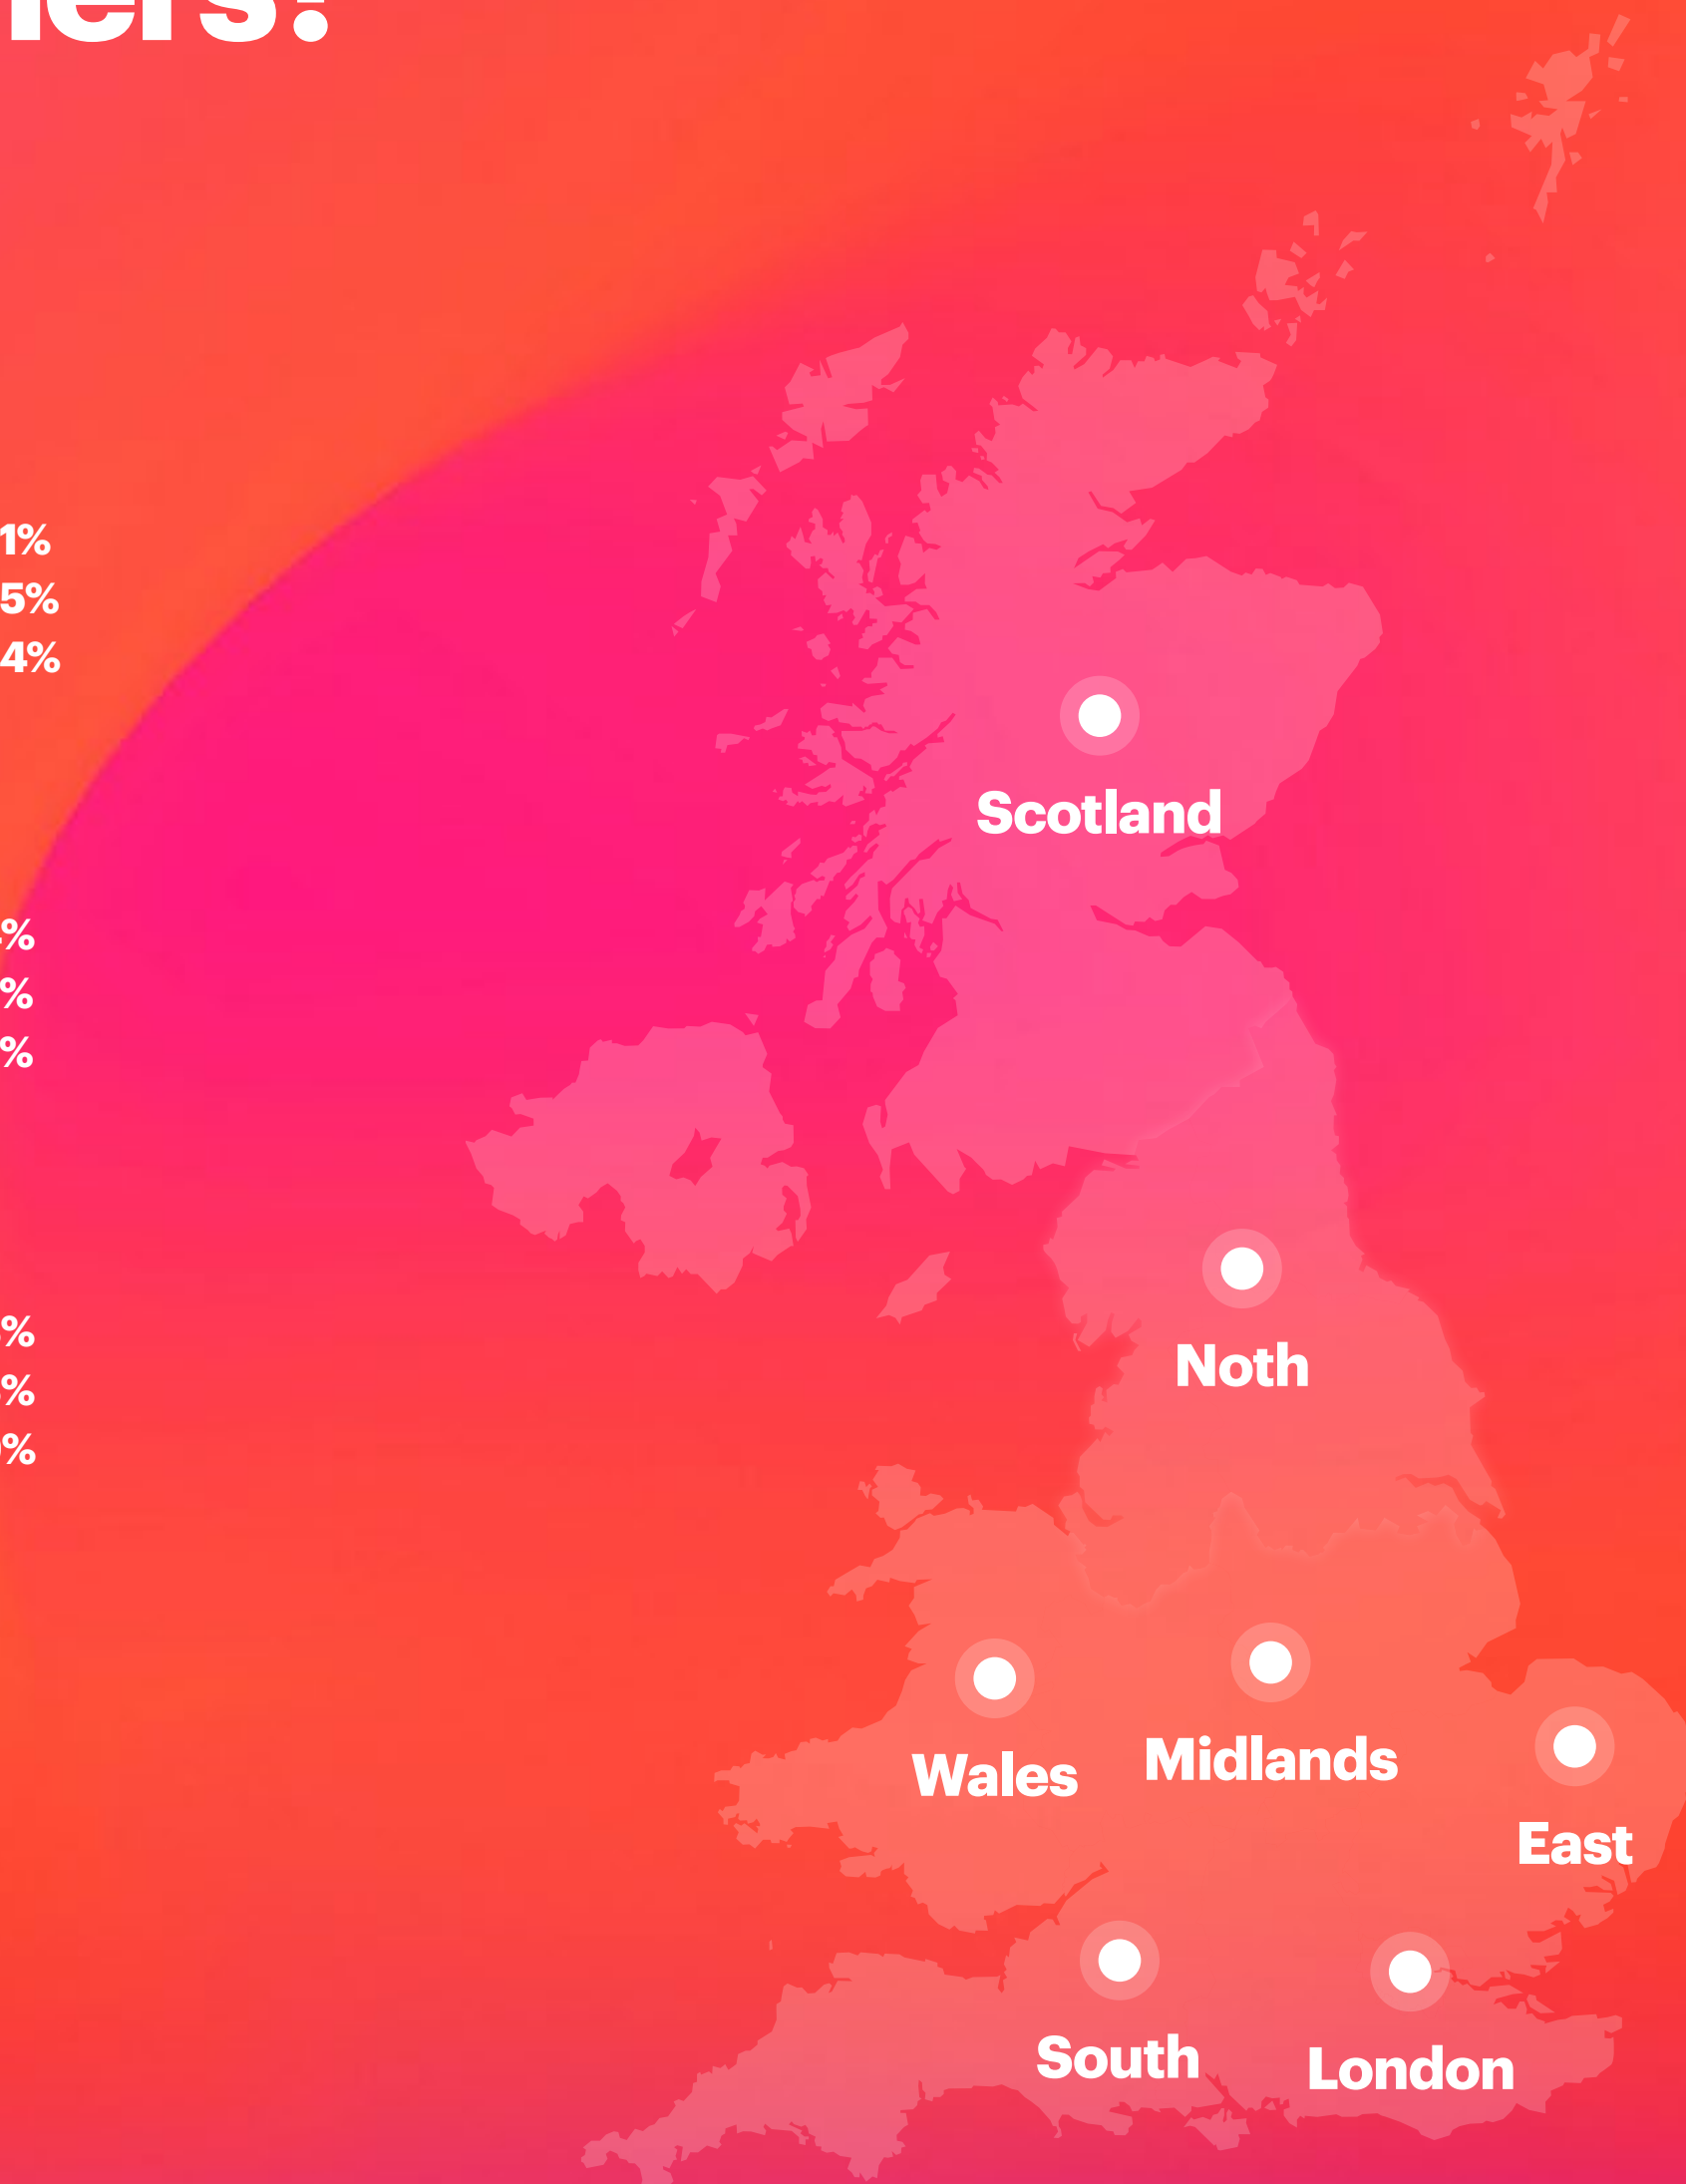 1%
5%
4%
Scotland
%
%
%
Noth
%
%
%
Midlands
Wales
East
South
London